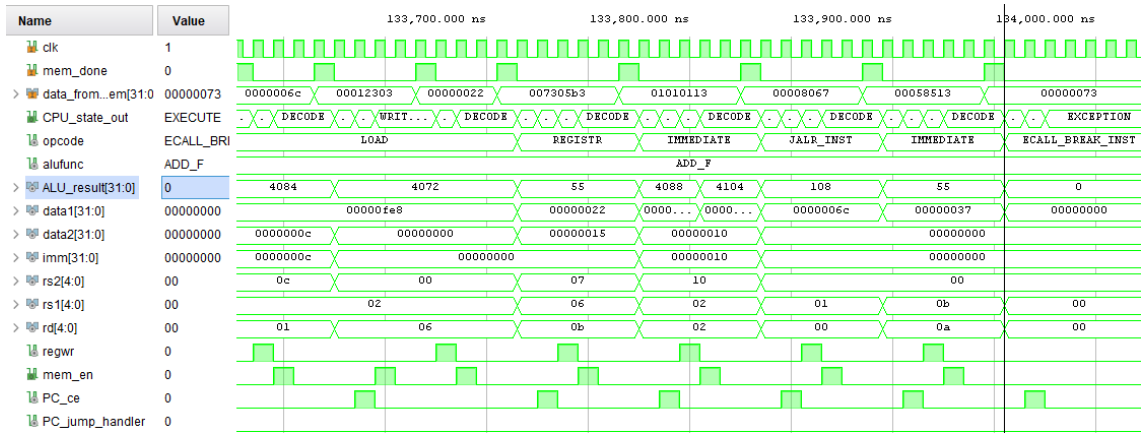 Name Value 133,700.000 ns 133,800.000 ns 133,900.000 ns 134,000.000 ns
clk 1
mem_done 0
data_from...em[31:0 00000073 0000006c 00012303 00000022 007305b3 01010113 00008067 00058513 00000073
CPU_state_out EXECUTE . . DECODE . . WRIT... . . DECODE . . . DECODE . . . DECODE . . . DECODE . . . DECODE . . EXCEPTION
opcode ECALL_BRI LOAD REGISTR IMMEDIATE JALR_INST IMMEDIATE ECALL_BREAK_INST
alufunc ADD_F ADD_F
ALU_result[31:0] 0 4084 4072 55 4088 4104 108 55 0
data1[31:0] 00000000 00000fe8 00000022 0000... 0000... 0000006c 00000037 00000000
data2[31:0] 00000000 0000000c 00000000 00000015 00000010 00000000
imm[31:0] 00000000 0000000c 00000000 00000010 00000000
rs2[4:0] 00 0c 00 07 10 00
rs1[4:0] 00 02 06 02 01 0b 00
rd[4:0] 00 01 06 0b 02 00 0a 00
regwr 0
mem_en 0
PC_ce 0
PC_jump_handler 0